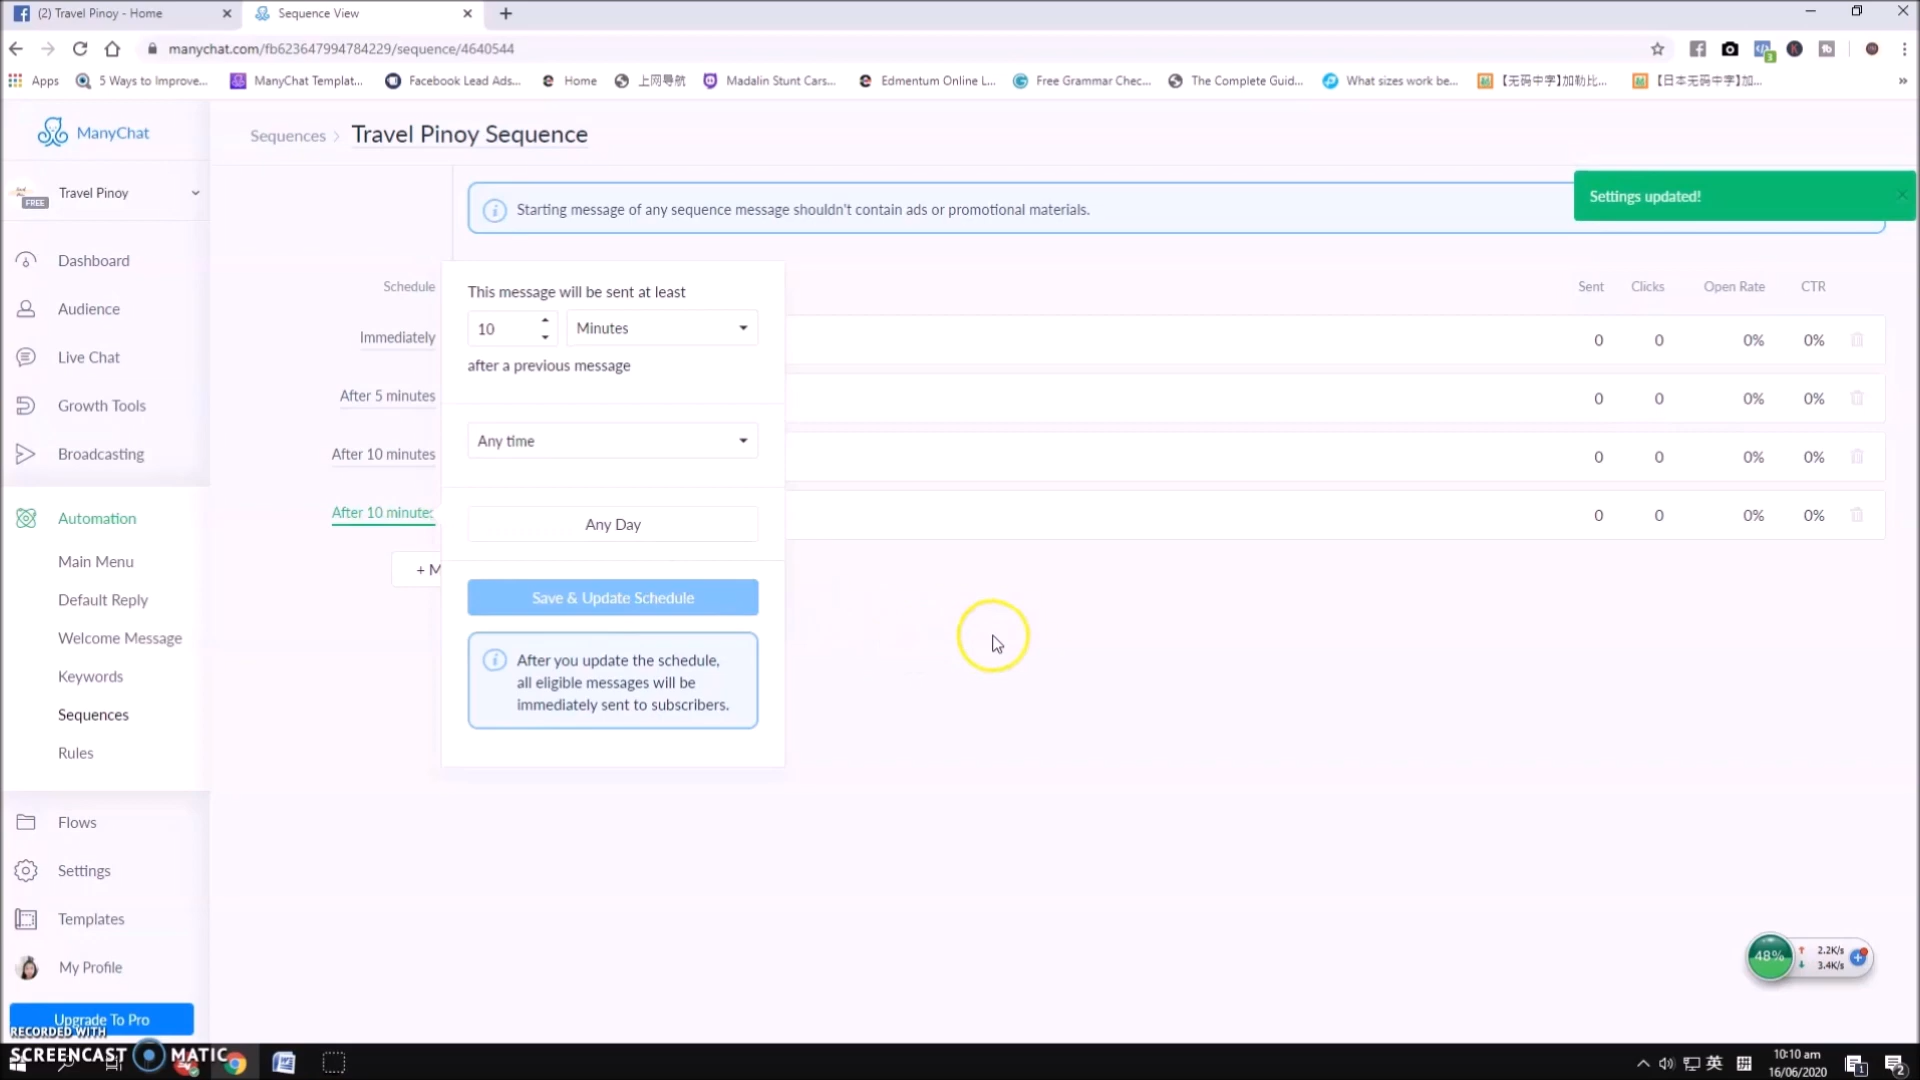 (2) Travel Pinoy - Home
Sequence View
manychat.com/fb623647994784229/sequence/4640544
Apps
5 Ways to Improve...
ManyChat Templat...
Facebook Lead Ads...
Home
上网导航
Madalin Stunt Cars...
Edmentum Online L...
Free Grammar Chec...
The Complete Guid...
What sizes work be...
【无码中字】加勒比...
【日本无码中字】加...
»
ManyChat
Sequences
Travel Pinoy Sequence
Travel Pinoy
FREE
Starting message of any sequence message shouldn't contain ads or promotional materials.
Settings updated!
Dashboard
Audience
Live Chat
Growth Tools
Broadcasting
Automation
Main Menu
Default Reply
Welcome Message
Keywords
Sequences
Rules
Flows
Settings
Templates
My Profile
Upgrade To Pro
Schedule
Sent
Clicks
Open Rate
CTR
Immediately
0 0 0% 0%
After 5 minutes
0 0 0% 0%
After 10 minutes
0 0 0% 0%
After 10 minutes
0 0 0% 0%
+ M
This message will be sent at least
10
Minutes
after a previous message
Any time
Any Day
Save & Update Schedule
After you update the schedule,
all eligible messages will be
immediately sent to subscribers.
48%
2.2K/s
3.4K/s
RECORDED WITH
SCREENCAST MATIC
英
10:10 am
16/06/2020
1
2